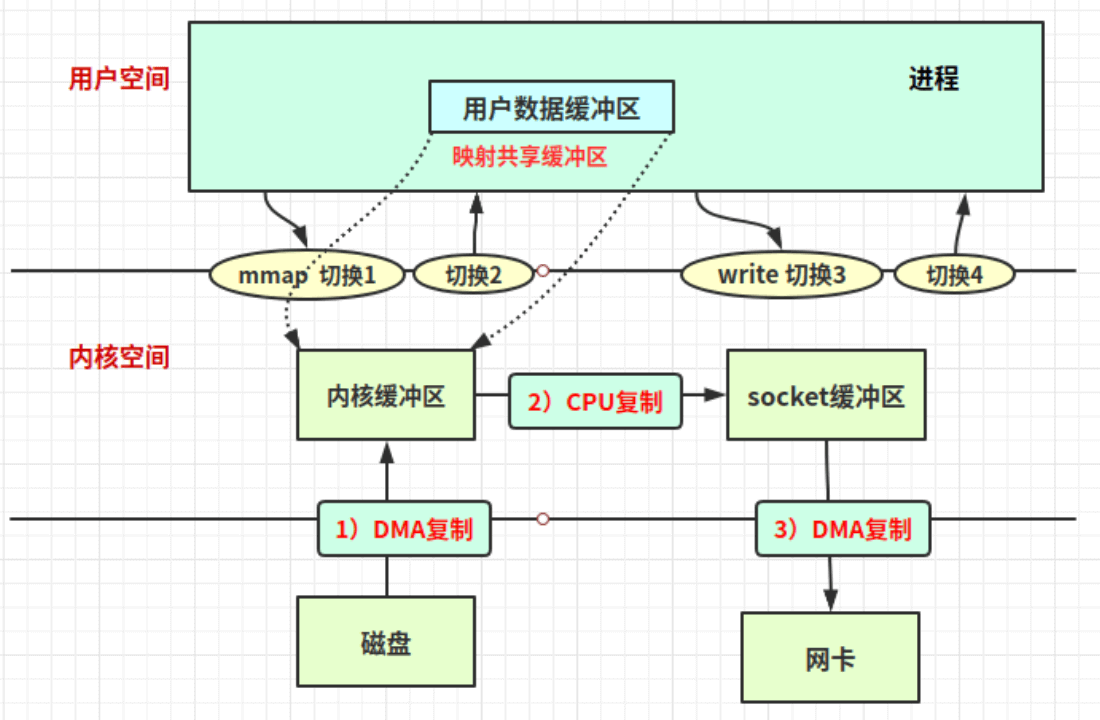 用户空间
进程
用户数据缓冲区
映射共享缓冲区
mmap 切换1
切换2
write 切换3
切换4
内核空间
内核缓冲区
2）CPU复制
socket缓冲区
1）DMA复制
3）DMA复制
磁盘
网卡